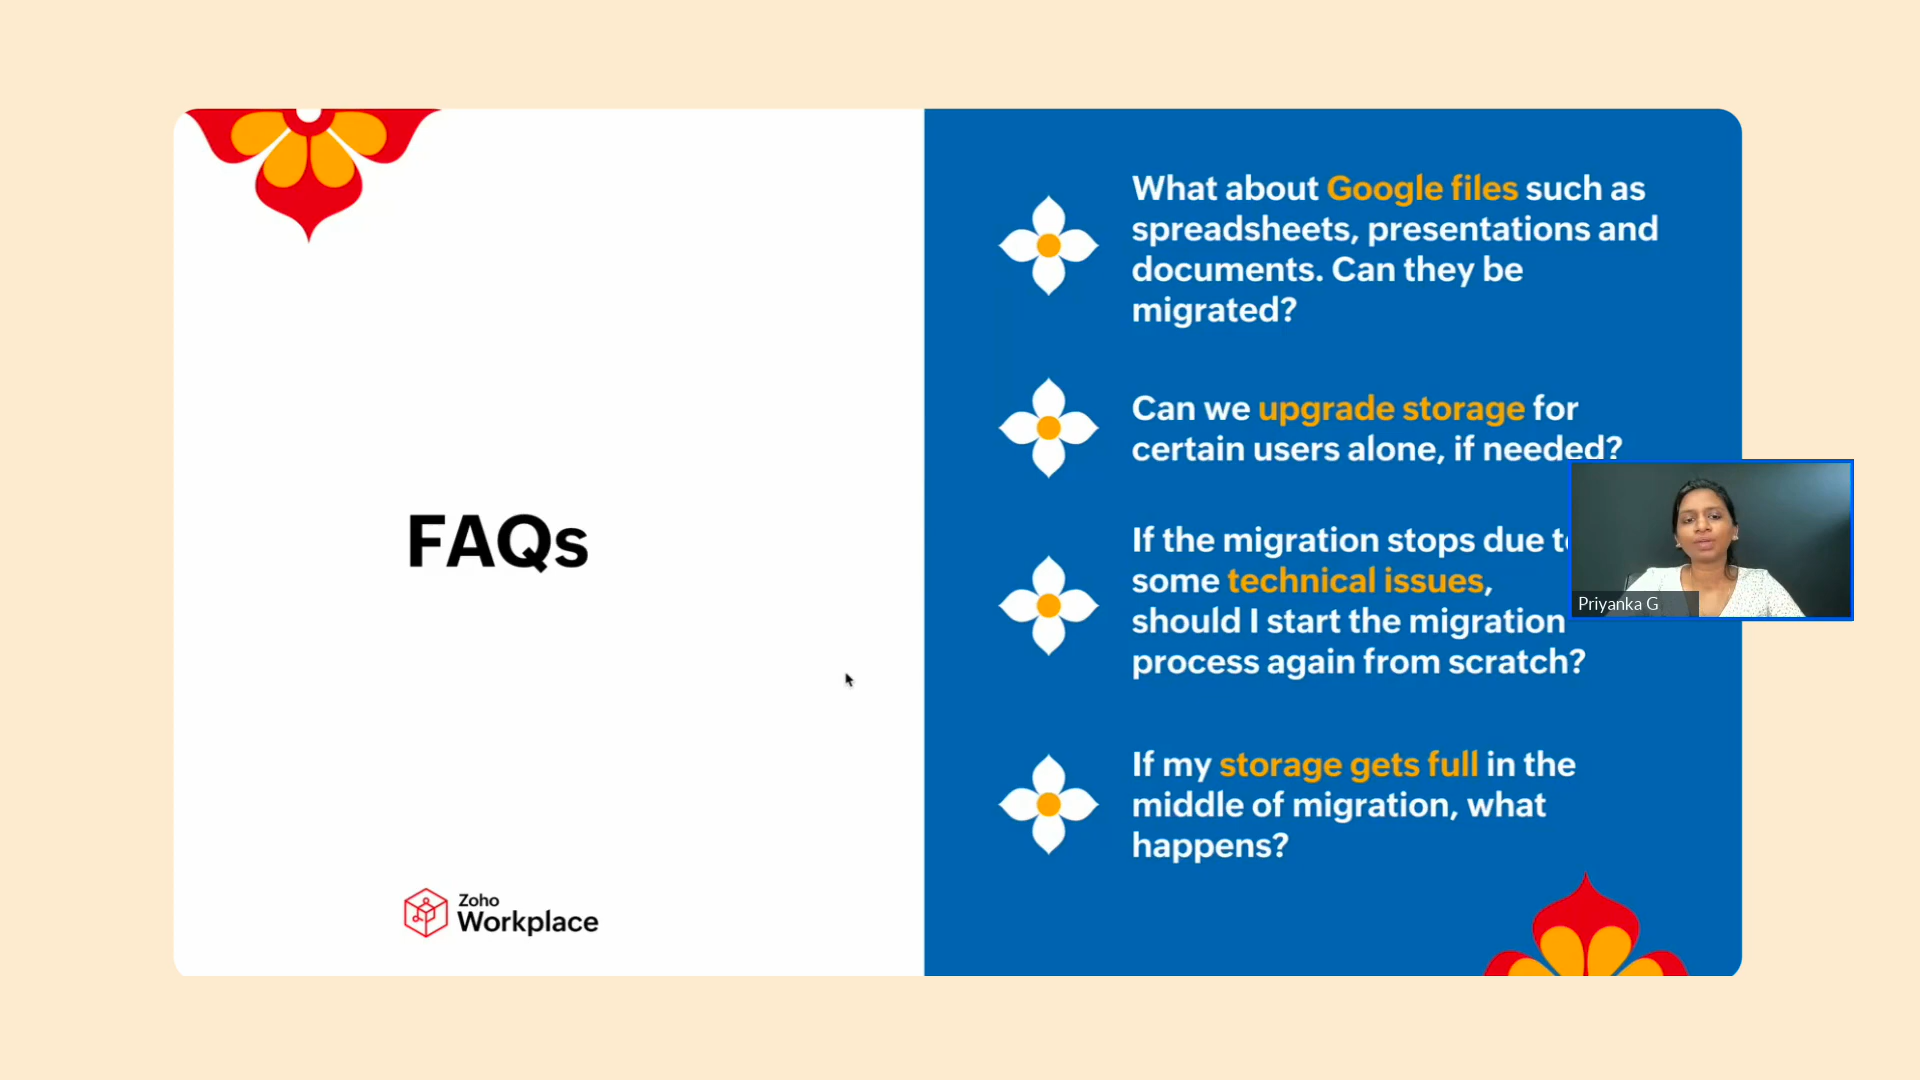 FAQs
Zoho
Workplace
What about Google files such as
spreadsheets, presentations and
documents. Can they be
migrated?
Can we upgrade storage for
certain users alone, if needed?
If the migration stops due
some technical issues,
should I start the migration
process again from scratch?
If my storage gets full in the
middle of migration, what
happens?
Priyanka G